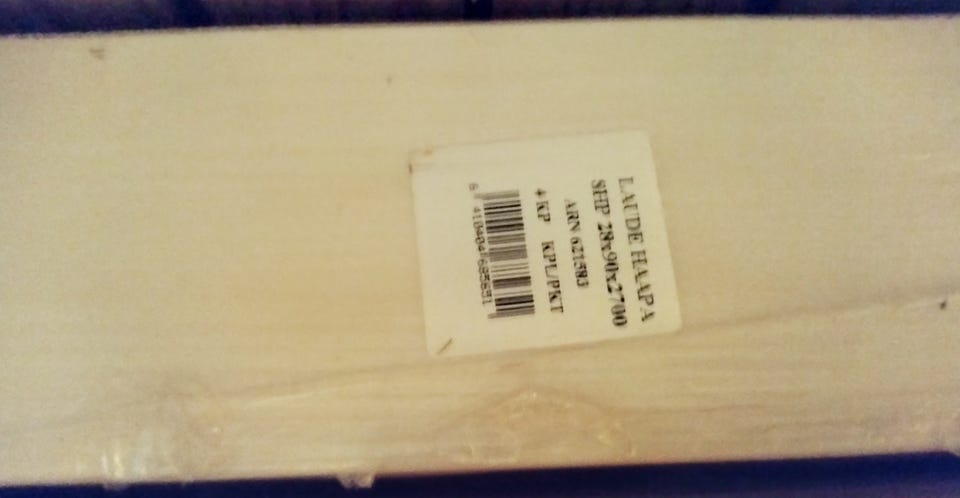 LAUDE HAAPA
SHP 28x90x2700
ARN 621583
4 KP KPL/PKT